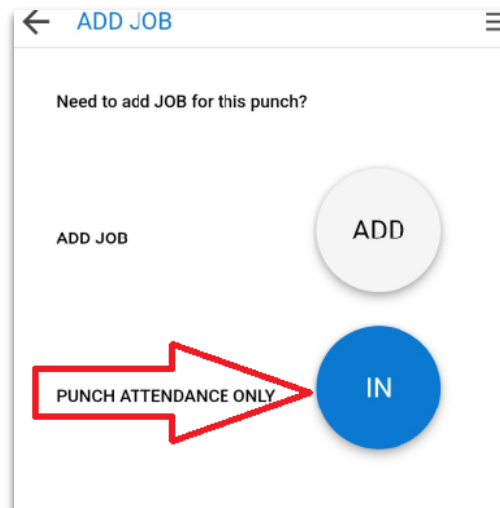 ADD JOB
Need to add JOB for this punch?
ADD JOB
ADD
PUNCH ATTENDANCE ONLY
IN